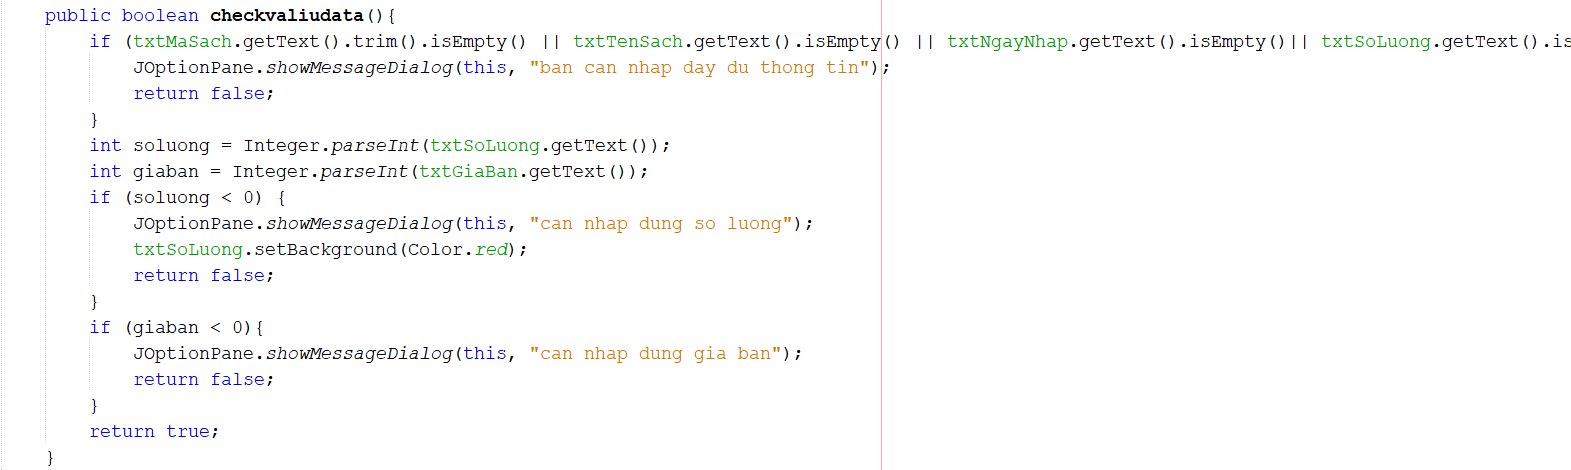 public boolean checkvaliudata(){
if (txtMaSach.getText().trim().isEmpty() || txtTenSach.getText().isEmpty() || txtNgayNhap.getText().isEmpty()|| txtSoLuong.getText().is
JOptionPane.showMessageDialog(this, "ban can nhap day du thong tin");
return false;
}
int soluong = Integer.parseInt(txtSoLuong.getText());
int giaban = Integer.parseInt(txtGiaBan.getText());
if (soluong < 0) {
JOptionPane.showMessageDialog(this, "can nhap dung so luong");
txtSoLuong.setBackground(Color.red);
return false;
}
if (giaban < 0){
JOptionPane.showMessageDialog(this, "can nhap dung gia ban");
return false;
}
return true;
}